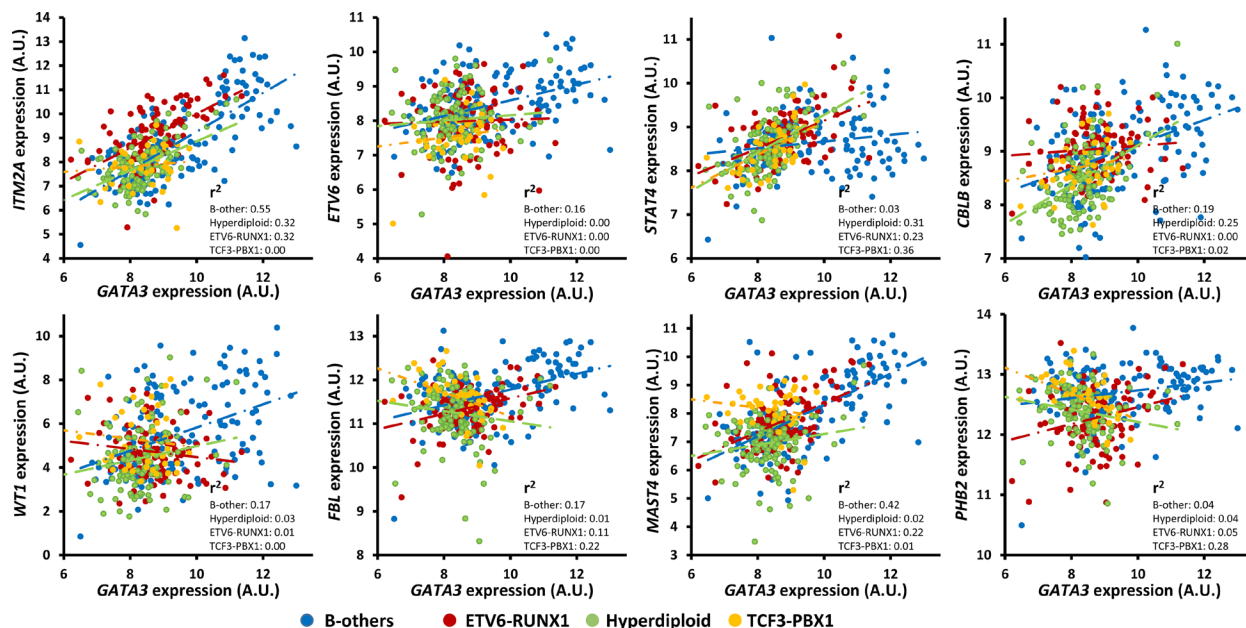 14
13
12
11
10
9
8
7
6
5
4
ITM2A expression (A.U.)
r²
B-other: 0.55
Hyperdiploid: 0.32
ETV6-RUNX1: 0.32
TCF3-PBX1: 0.00
6 8 10 12
GATA3 expression (A.U.)
11
10
9
8
7
6
5
4
ETV6 expression (A.U.)
r²
B-other: 0.16
Hyperdiploid: 0.00
ETV6-RUNX1: 0.00
TCF3-PBX1: 0.00
6 8 10 12
GATA3 expression (A.U.)
11
10
9
8
7
6
STAT4 expression (A.U.)
r²
B-other: 0.03
Hyperdiploid: 0.31
ETV6-RUNX1: 0.23
TCF3-PBX1: 0.36
6 8 10 12
GATA3 expression (A.U.)
11
10
9
8
7
CBLB expression (A.U.)
r²
B-other: 0.19
Hyperdiploid: 0.25
ETV6-RUNX1: 0.00
TCF3-PBX1: 0.02
6 8 10 12
GATA3 expression (A.U.)
10
8
6
4
2
0
WT1 expression (A.U.)
r²
B-other: 0.17
Hyperdiploid: 0.03
ETV6-RUNX1: 0.01
TCF3-PBX1: 0.00
6 8 10 12
GATA3 expression (A.U.)
13
12
11
10
9
8
FBL expression (A.U.)
r²
B-other: 0.17
Hyperdiploid: 0.01
ETV6-RUNX1: 0.11
TCF3-PBX1: 0.22
6 8 10 12
GATA3 expression (A.U.)
11
10
9
8
7
6
5
4
3
MAST4 expression (A.U.)
r²
B-other: 0.42
Hyperdiploid: 0.02
ETV6-RUNX1: 0.22
TCF3-PBX1: 0.01
6 8 10 12
GATA3 expression (A.U.)
14
13
12
11
10
PHB2 expression (A.U.)
r²
B-other: 0.04
Hyperdiploid: 0.04
ETV6-RUNX1: 0.05
TCF3-PBX1: 0.28
6 8 10 12
GATA3 expression (A.U.)
B-others ETV6-RUNX1 Hyperdiploid TCF3-PBX1